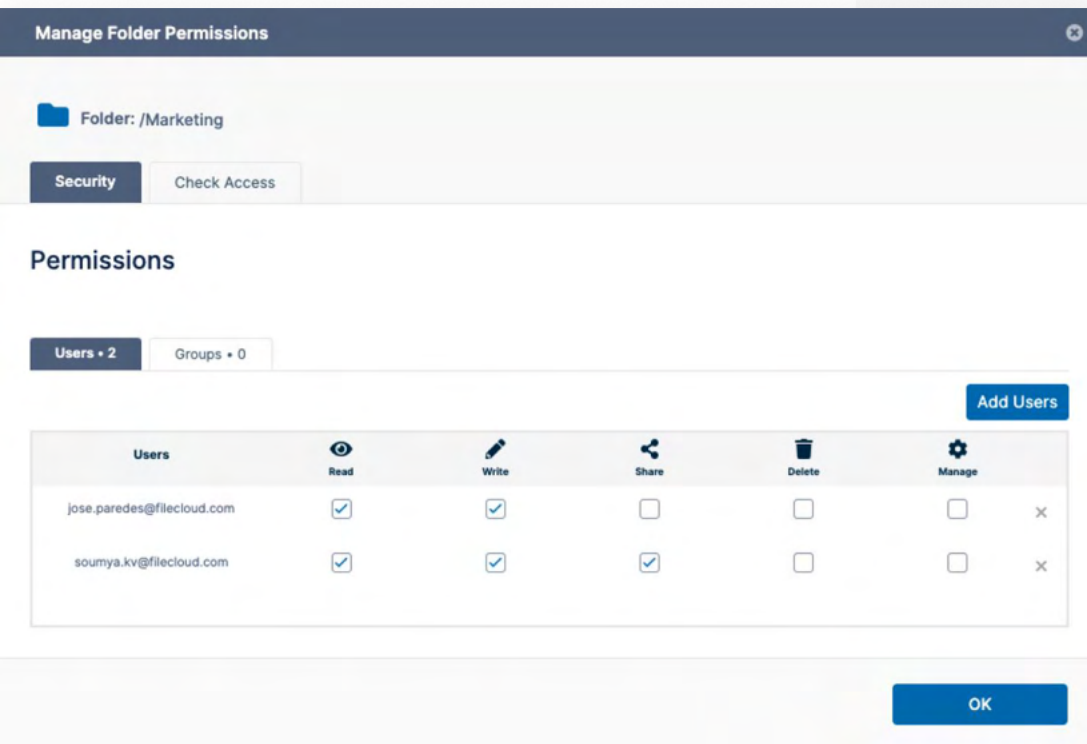 Manage Folder Permissions
Folder: /Marketing
Security Check Access
Permissions
Users • 2 Groups • 0
Add Users
Users Read Write Share Delete Manage
jose.paredes@filecloud.com
soumya.kv@filecloud.com
OK